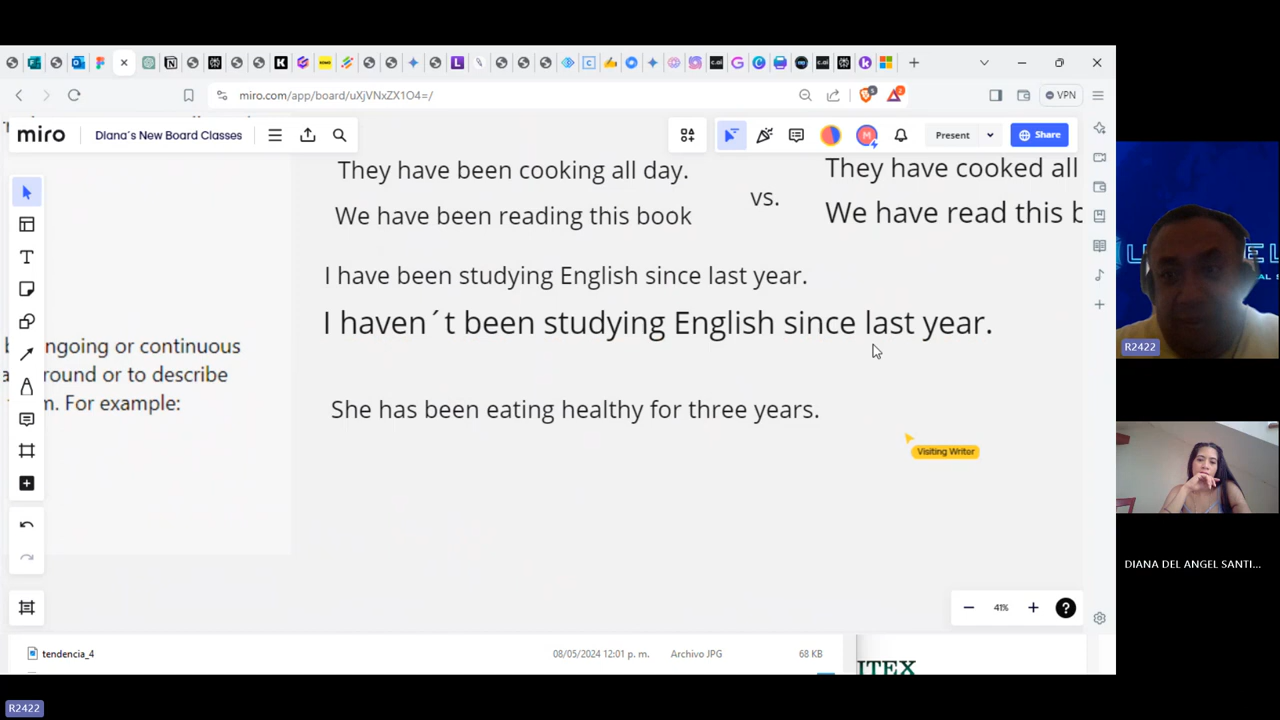 miro.com/app/board/uXjVNxZX1O4=/
VPN
miro
DIana's New Board Classes
Present
Share
They have been cooking all day.
They have cooked all
vs.
We have been reading this book
We have read this b
I have been studying English since last year.
I haven´t been studying English since last year.
ongoing or continuous
round or to describe
m. For example:
She has been eating healthy for three years.
Visiting Writer
41%
tendencia_4
08/05/2024 12:01 p. m.
Archivo JPG
68 KB
ITEX
R2422
DIANA DEL ANGEL SANTI...
R2422